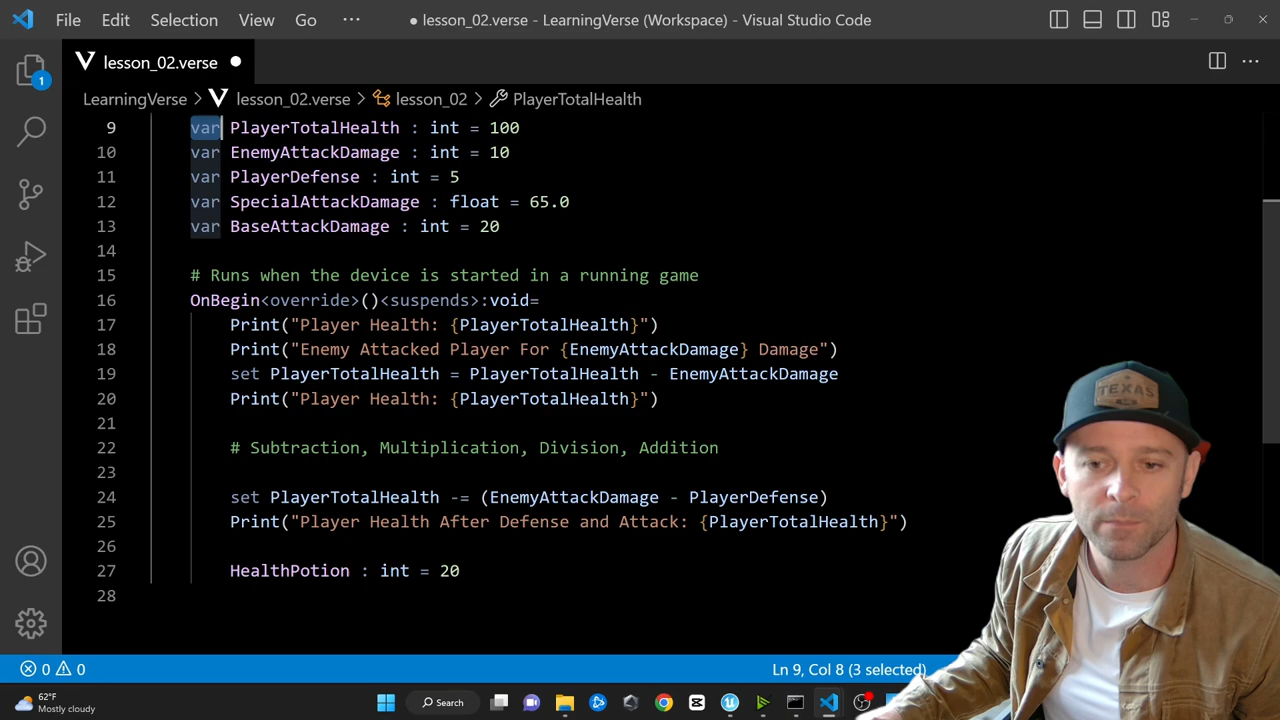 File Edit Selection View Go ··· ● lesson_02.verse - LearningVerse (Workspace) - Visual Studio Code
lesson_02.verse ●
LearningVerse > lesson_02.verse > lesson_02 > PlayerTotalHealth
1
9 var PlayerTotalHealth : int = 100
10 var EnemyAttackDamage : int = 10
11 var PlayerDefense : int = 5
12 var SpecialAttackDamage : float = 65.0
13 var BaseAttackDamage : int = 20
14
15 # Runs when the device is started in a running game
16 OnBegin<override>()<suspends>:void=
17 Print("Player Health: {PlayerTotalHealth}")
18 Print("Enemy Attacked Player For {EnemyAttackDamage} Damage")
19 set PlayerTotalHealth = PlayerTotalHealth - EnemyAttackDamage
20 Print("Player Health: {PlayerTotalHealth}")
21
22 # Subtraction, Multiplication, Division, Addition
23
24 set PlayerTotalHealth -= (EnemyAttackDamage - PlayerDefense)
25 Print("Player Health After Defense and Attack: {PlayerTotalHealth}")
26
27 HealthPotion : int = 20
28
TEXAS
0 0 Ln 9, Col 8 (3 selected)
62°F
Mostly cloudy
Search